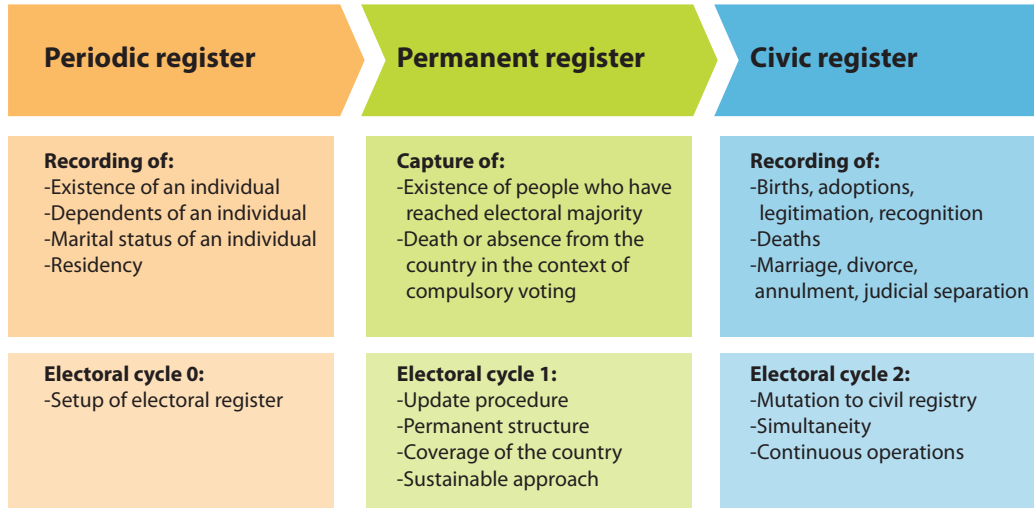 Periodic register
Permanent register
Civic register
Recording of:
-Existence of an individual
-Dependents of an individual
-Marital status of an individual
-Residency
Capture of:
-Existence of people who have
reached electoral majority
-Death or absence from the
country in the context of
compulsory voting
Recording of:
-Births, adoptions,
legitimation, recognition
-Deaths
-Marriage, divorce,
annulment, judicial separation
Electoral cycle 0:
-Setup of electoral register
Electoral cycle 1:
-Update procedure
-Permanent structure
-Coverage of the country
-Sustainable approach
Electoral cycle 2:
-Mutation to civil registry
-Simultaneity
-Continuous operations